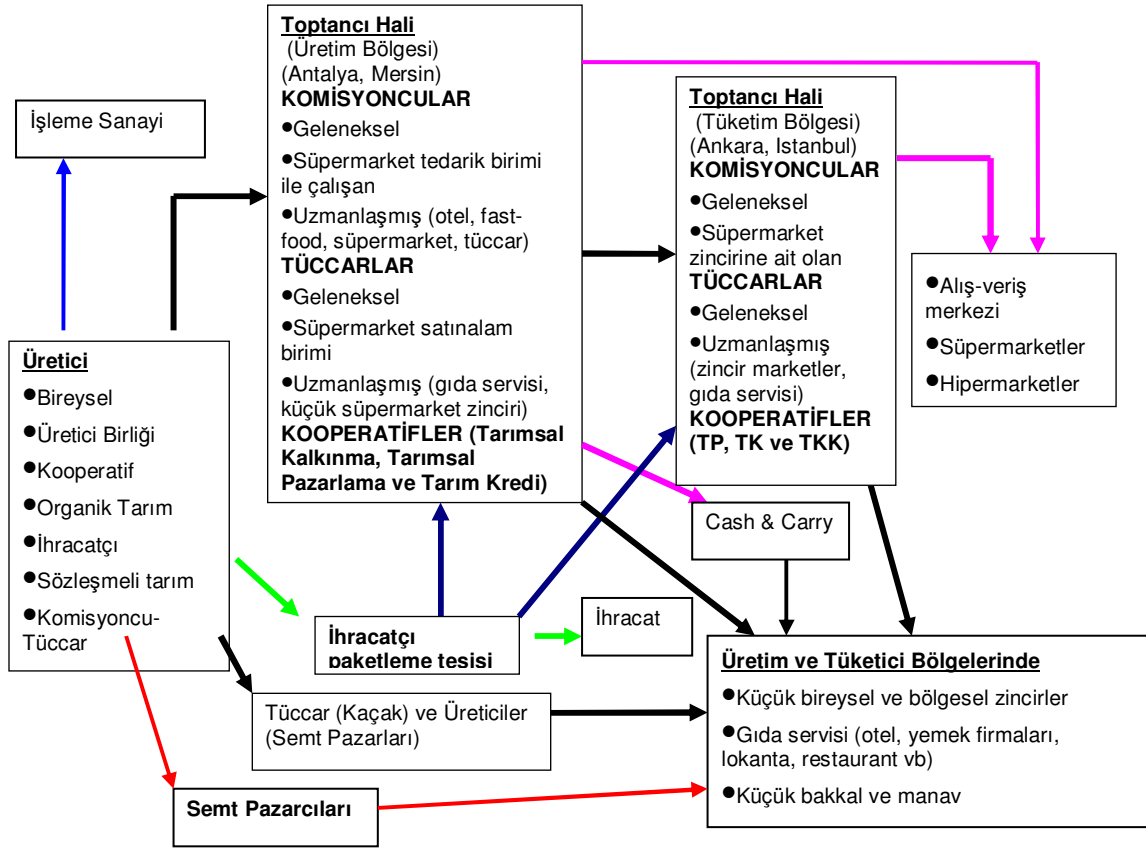 Toptancı Hali
(Üretim Bölgesi)
(Antalya, Mersin)
KOMİSYONCULAR
●Geleneksel
●Süpermarket tedarik birimi
ile çalışan
●Uzmanlaşmış (otel, fast-
food, süpermarket, tüccar)
TÜCCARLAR
●Geleneksel
●Süpermarket satınalam
birimi
●Uzmanlaşmış (gıda servisi,
küçük süpermarket zinciri)
KOOPERATİFLER (Tarımsal
Kalkınma, Tarımsal
Pazarlama ve Tarım Kredi)
Toptancı Hali
(Tüketim Bölgesi)
(Ankara, Istanbul)
KOMİSYONCULAR
●Geleneksel
●Süpermarket
zincirine ait olan
TÜCCARLAR
●Geleneksel
●Uzmanlaşmış
(zincir marketler,
gıda servisi)
KOOPERATİFLER
(TP, TK ve TKK)
İşleme Sanayi
●Alış-veriş
merkezi
●Süpermarketler
●Hipermarketler
Üretici
●Bireysel
●Üretici Birliği
●Kooperatif
●Organik Tarım
●İhracatçı
●Sözleşmeli tarım
●Komisyoncu-
Tüccar
Cash & Carry
İhracatçı
paketleme tesisi
İhracat
Tüccar (Kaçak) ve Üreticiler
(Semt Pazarları)
Semt Pazarcıları
Üretim ve Tüketici Bölgelerinde
●Küçük bireysel ve bölgesel zincirler
●Gıda servisi (otel, yemek firmaları,
lokanta, restaurant vb)
●Küçük bakkal ve manav